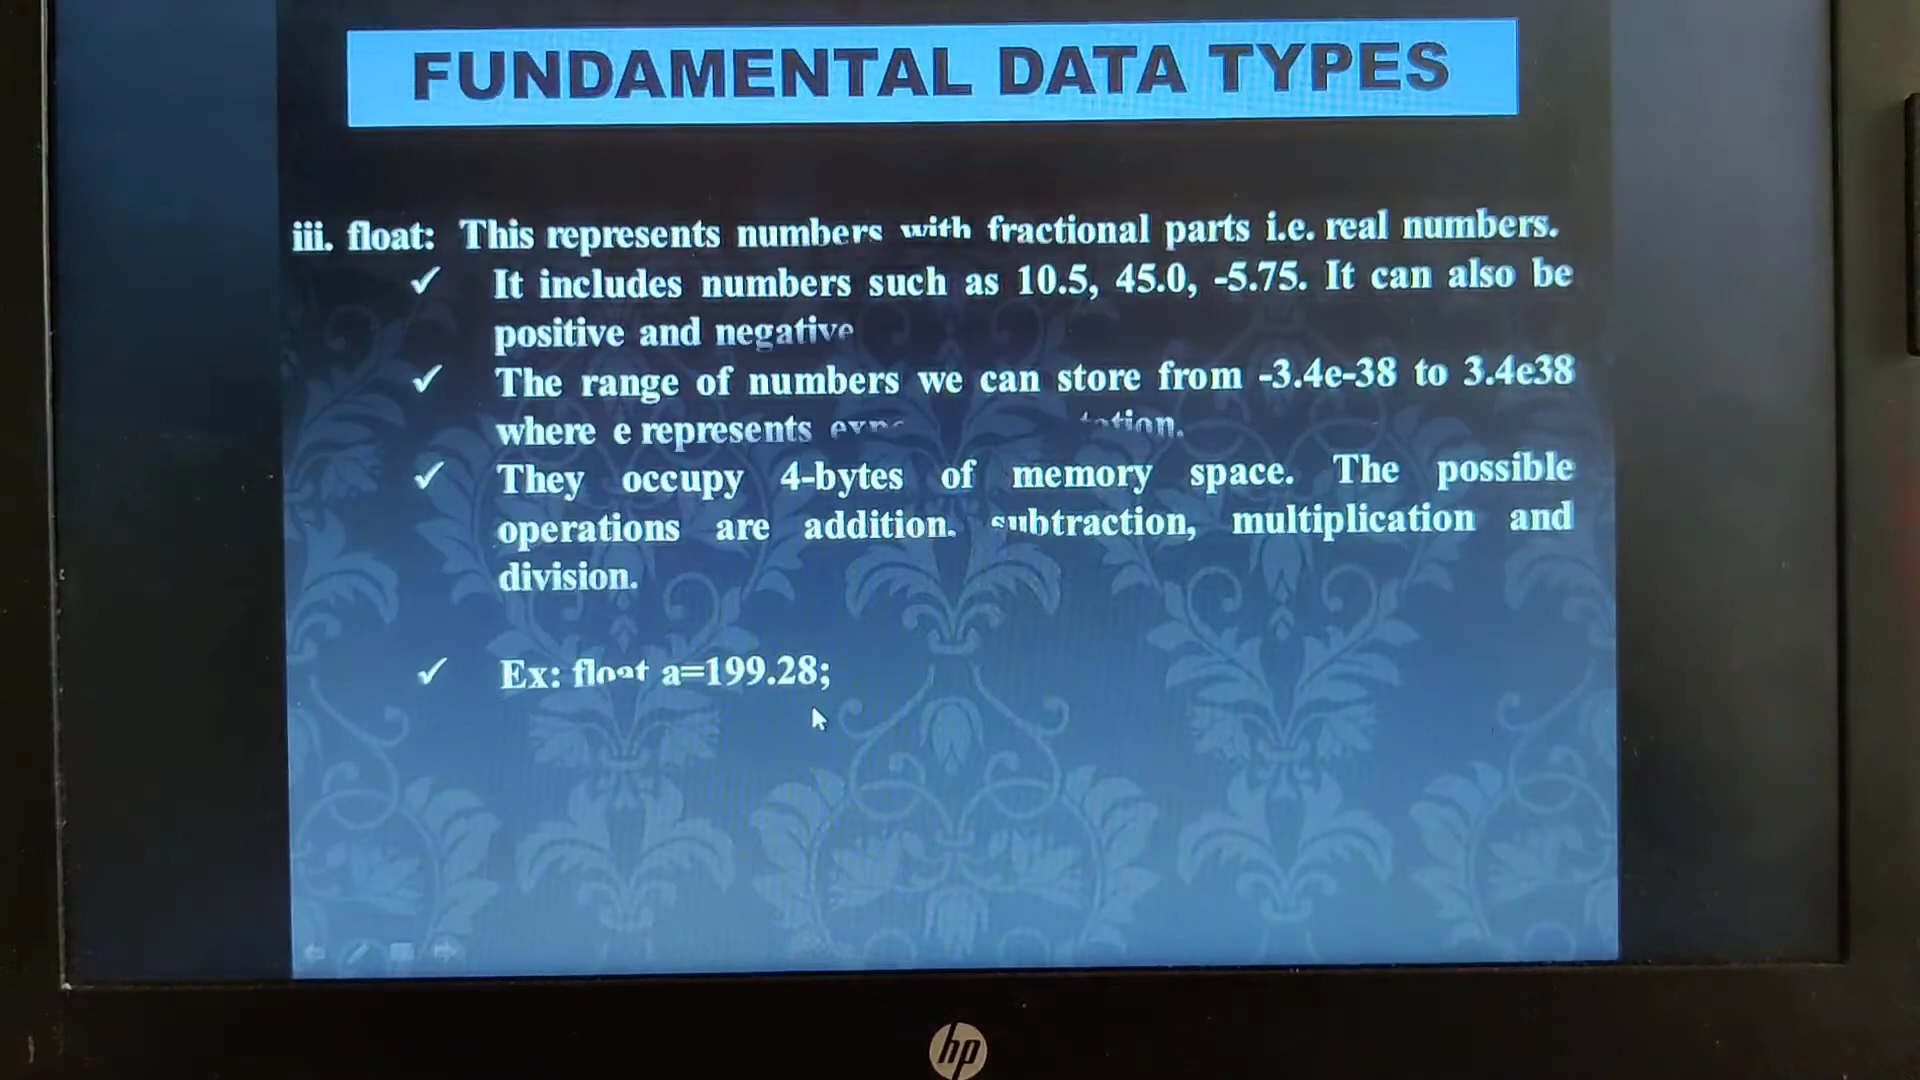 FUNDAMENTAL DATA TYPES
iii. float: This represents numbers with fractional parts i.e. real numbers.
✓ It includes numbers such as 10.5, 45.0, -5.75. It can also be
positive and negative
✓ The range of numbers we can store from -3.4e-38 to 3.4e38
where e represents
✓ They occupy 4-bytes of memory space. The possible
operations are addition. subtraction, multiplication and
division.
✓ Ex: float a=199.28;
hp